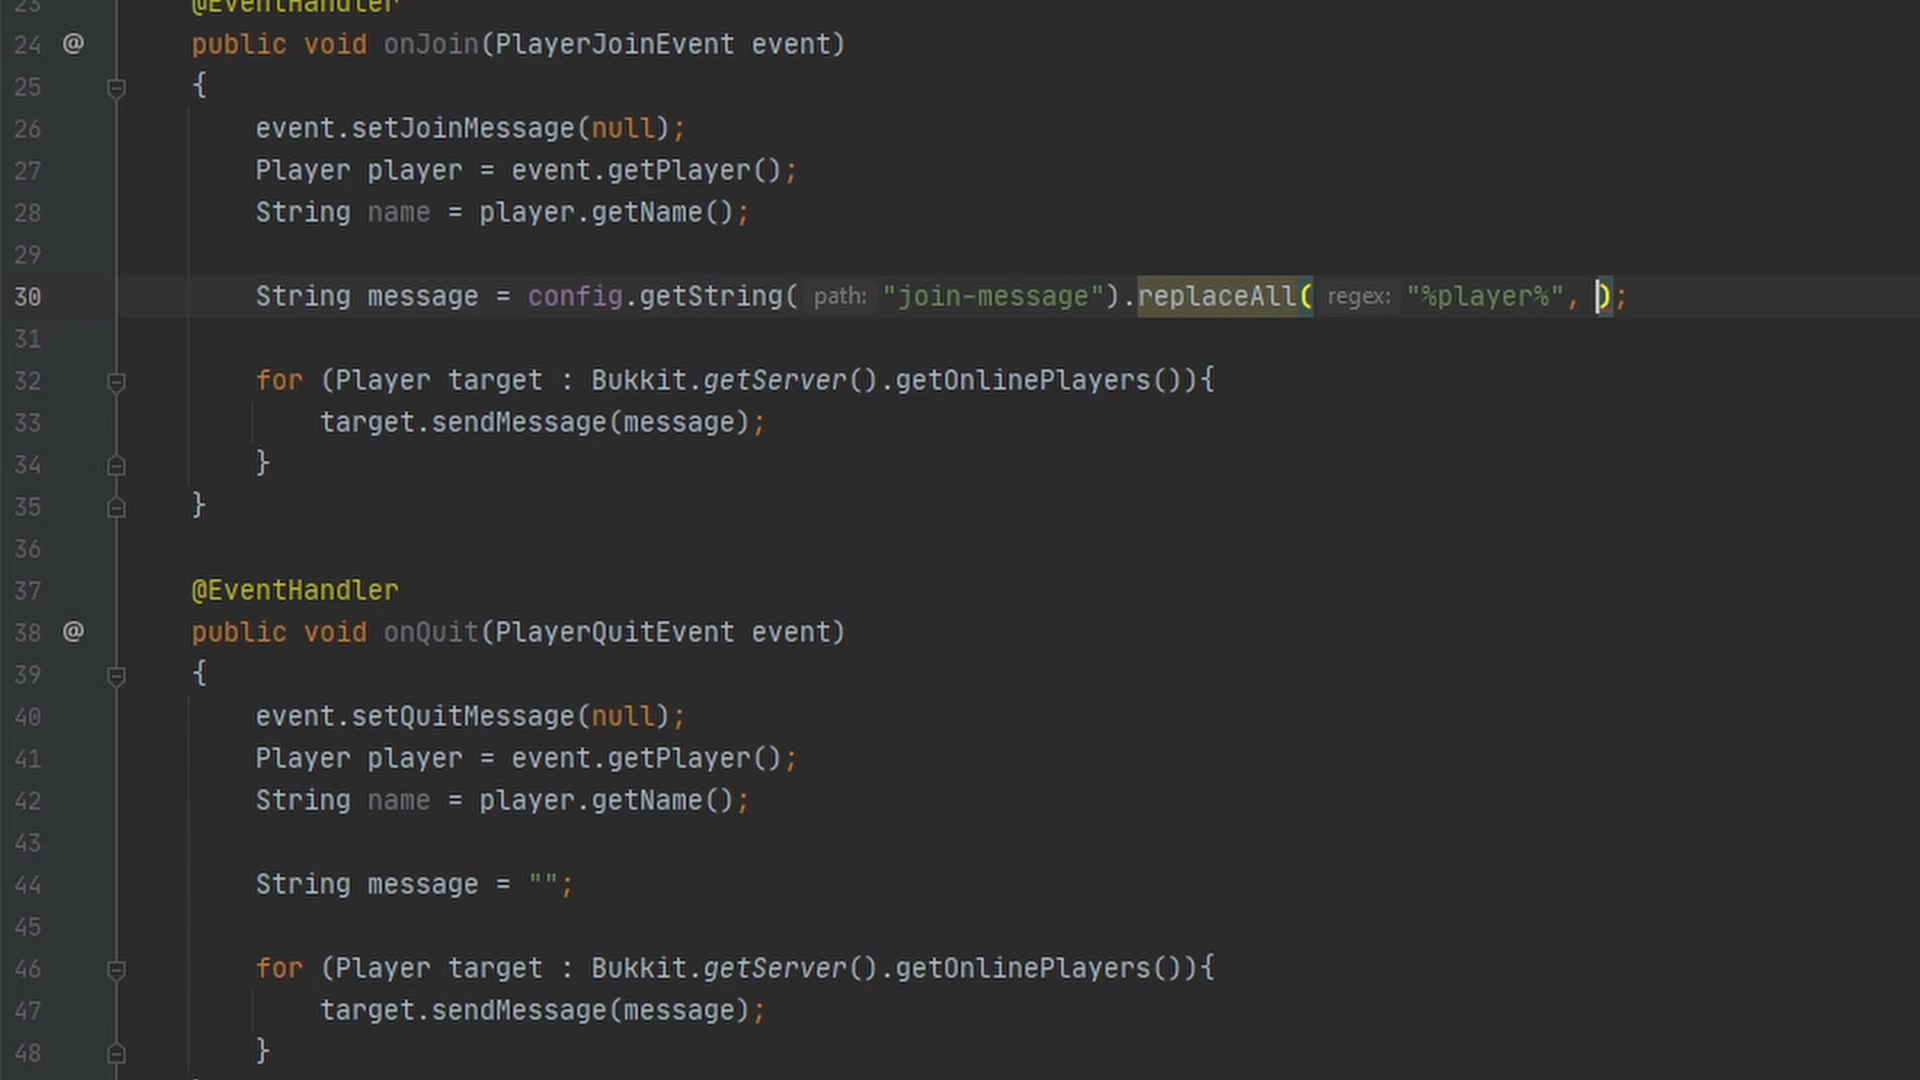 23 @EventHandler
24 @ public void onJoin(PlayerJoinEvent event)
25 {
26 event.setJoinMessage(null);
27 Player player = event.getPlayer();
28 String name = player.getName();
29
30 String message = config.getString( path: "join-message").replaceAll( regex: "%player%", );
31
32 for (Player target : Bukkit.getServer().getOnlinePlayers()){
33 target.sendMessage(message);
34 }
35 }
36
37 @EventHandler
38 @ public void onQuit(PlayerQuitEvent event)
39 {
40 event.setQuitMessage(null);
41 Player player = event.getPlayer();
42 String name = player.getName();
43
44 String message = "";
45
46 for (Player target : Bukkit.getServer().getOnlinePlayers()){
47 target.sendMessage(message);
48 }